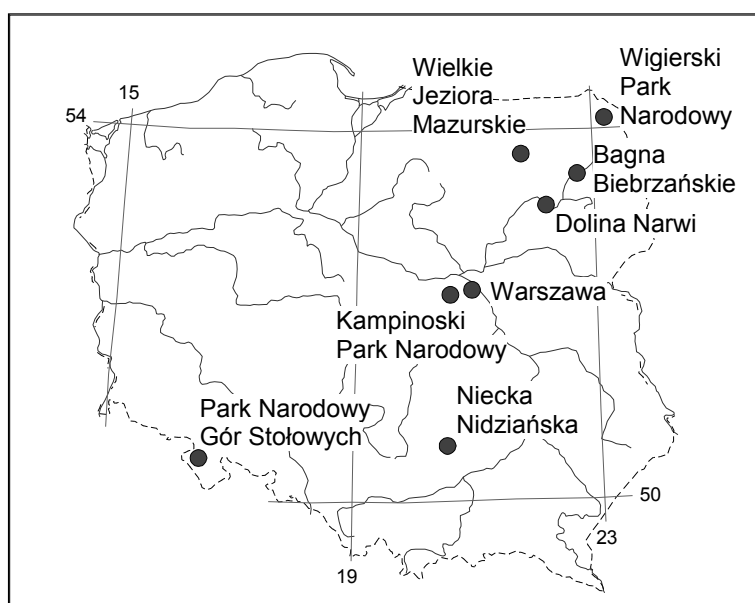 Wielkie
Jeziora
Mazurskie
Wigierski
Park
Narodowy
15
54
Bagna
Biebrzańskie
Dolina Narwi
Warszawa
Kampinoski
Park Narodowy
Park Narodowy
Gór Stołowych
Niecka
Nidziańska
50
23
19